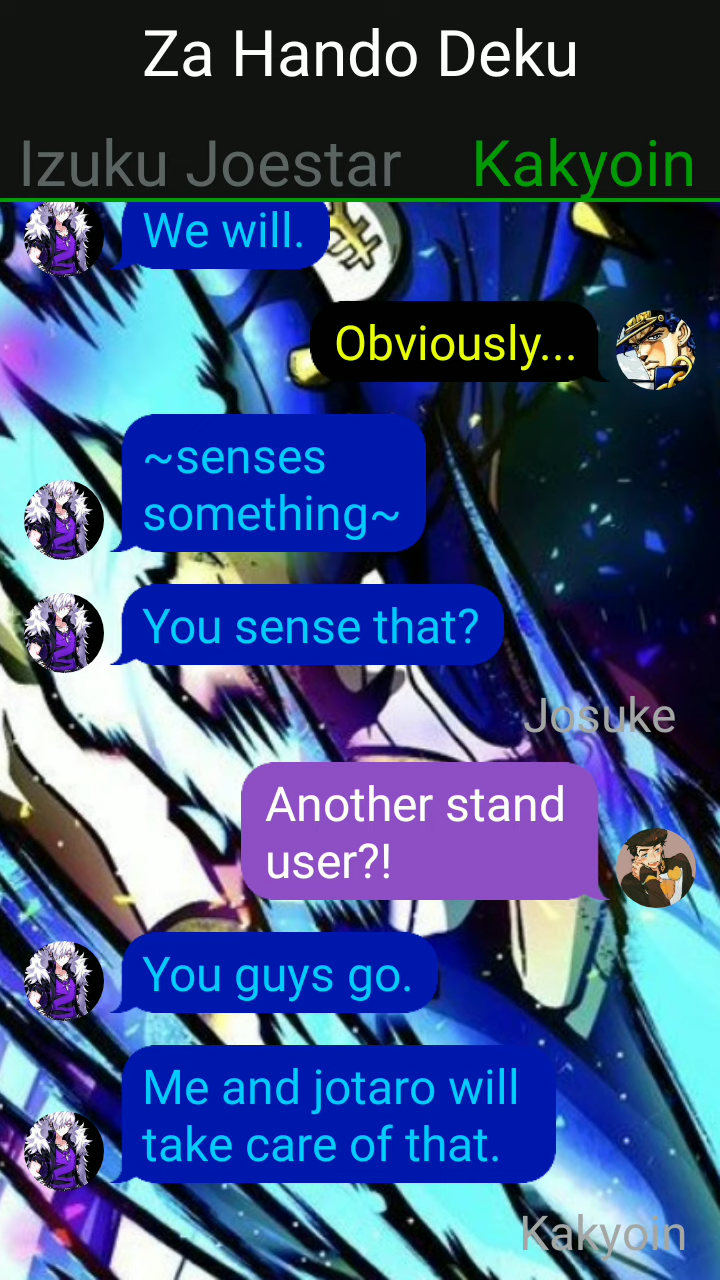 Za Hando Deku
Izuku Joestar
Kakyoin
We will.
Obviously...
~senses
something~
You sense that?
Josuke
Another stand
user?!
You guys go.
Me and jotaro will
take care of that.
Kakyoin